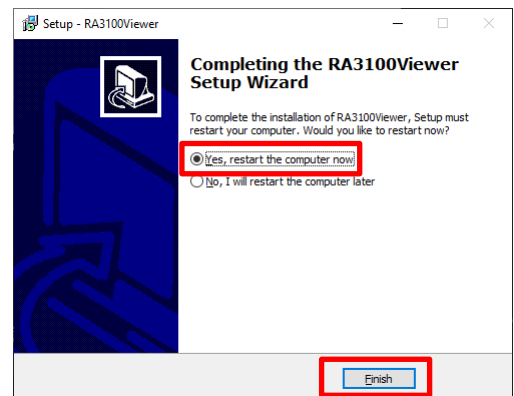 Setup - RA3100Viewer
Completing the RA3100Viewer
Setup Wizard
To complete the installation of RA3100Viewer, Setup must
restart your computer. Would you like to restart now?
Yes, restart the computer now
No, I will restart the computer later
Finish